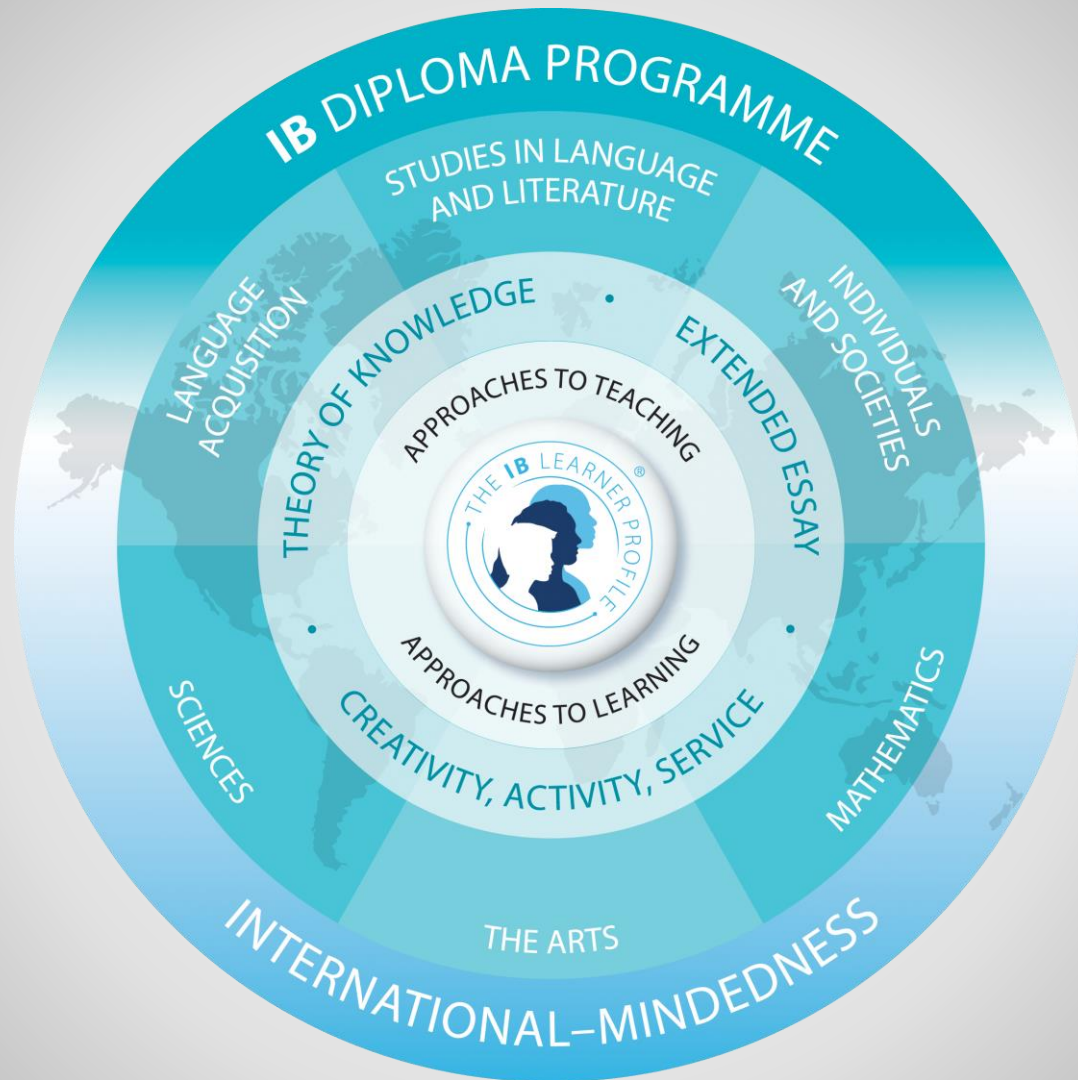 IB DIPLOMA PROGRAMME
STUDIES IN LANGUAGE
AND LITERATURE
LANGUAGE
ACQUISITION
INDIVIDUALS
AND SOCIETIES
THEORY OF KNOWLEDGE
•
EXTENDED ESSAY
•
APPROACHES TO TEACHING
• THE IB LEARNER PROFILE • ®
APPROACHES TO LEARNING
•
CREATIVITY, ACTIVITY, SERVICE
SCIENCES
MATHEMATICS
THE ARTS
INTERNATIONAL–MINDEDNESS